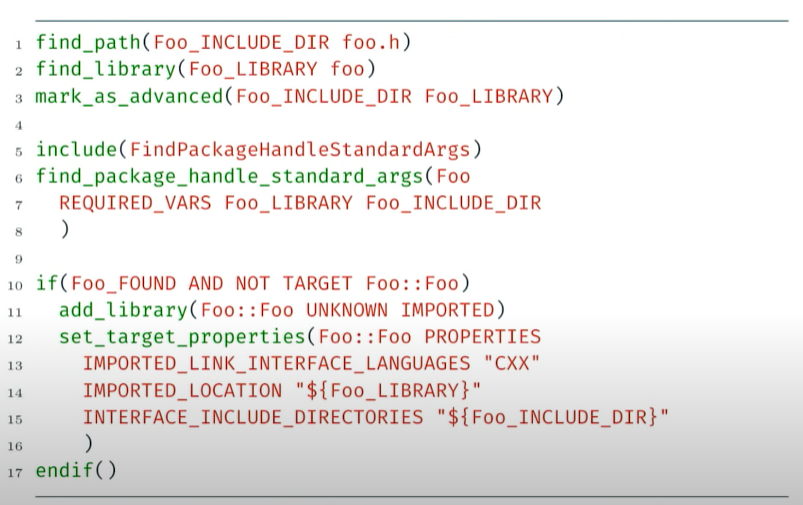 1 find_path(Foo_INCLUDE_DIR foo.h)
2 find_library(Foo_LIBRARY foo)
3 mark_as_advanced(Foo_INCLUDE_DIR Foo_LIBRARY)
4
5 include(FindPackageHandleStandardArgs)
6 find_package_handle_standard_args(Foo
7   REQUIRED_VARS Foo_LIBRARY Foo_INCLUDE_DIR
8   )
9
10 if(Foo_FOUND AND NOT TARGET Foo::Foo)
11   add_library(Foo::Foo UNKNOWN IMPORTED)
12   set_target_properties(Foo::Foo PROPERTIES
13     IMPORTED_LINK_INTERFACE_LANGUAGES "CXX"
14     IMPORTED_LOCATION "${Foo_LIBRARY}"
15     INTERFACE_INCLUDE_DIRECTORIES "${Foo_INCLUDE_DIR}"
16     )
17 endif()